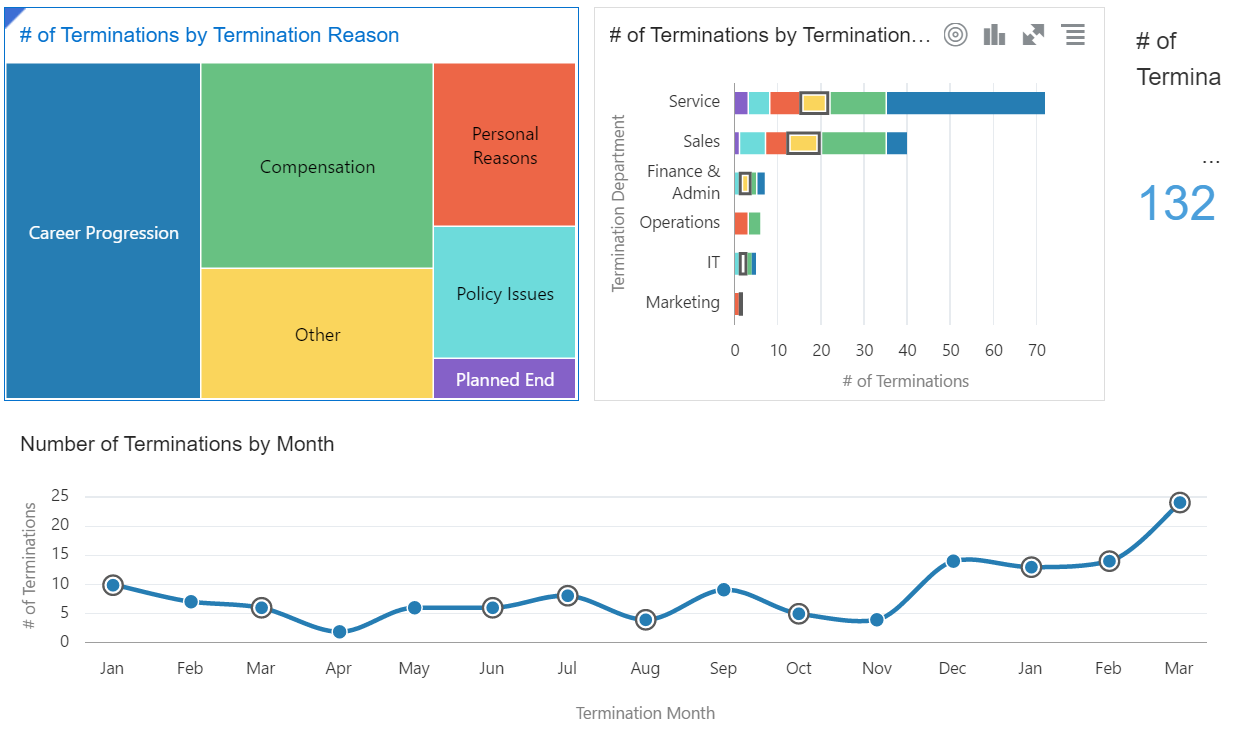 # of Terminations by Termination Reason
Career Progression
Compensation
Other
Personal
Reasons
Policy Issues
Planned End
# of Terminations by Termination...
Termination Department
Service
Sales
Finance &
Admin
Operations
IT
Marketing
0 10 20 30 40 50 60 70
# of Terminations
# of
Termina
...
132
Number of Terminations by Month
# of Terminations
25
20
15
10
5
0
Jan Feb Mar Apr May Jun Jul Aug Sep Oct Nov Dec Jan Feb Mar
Termination Month